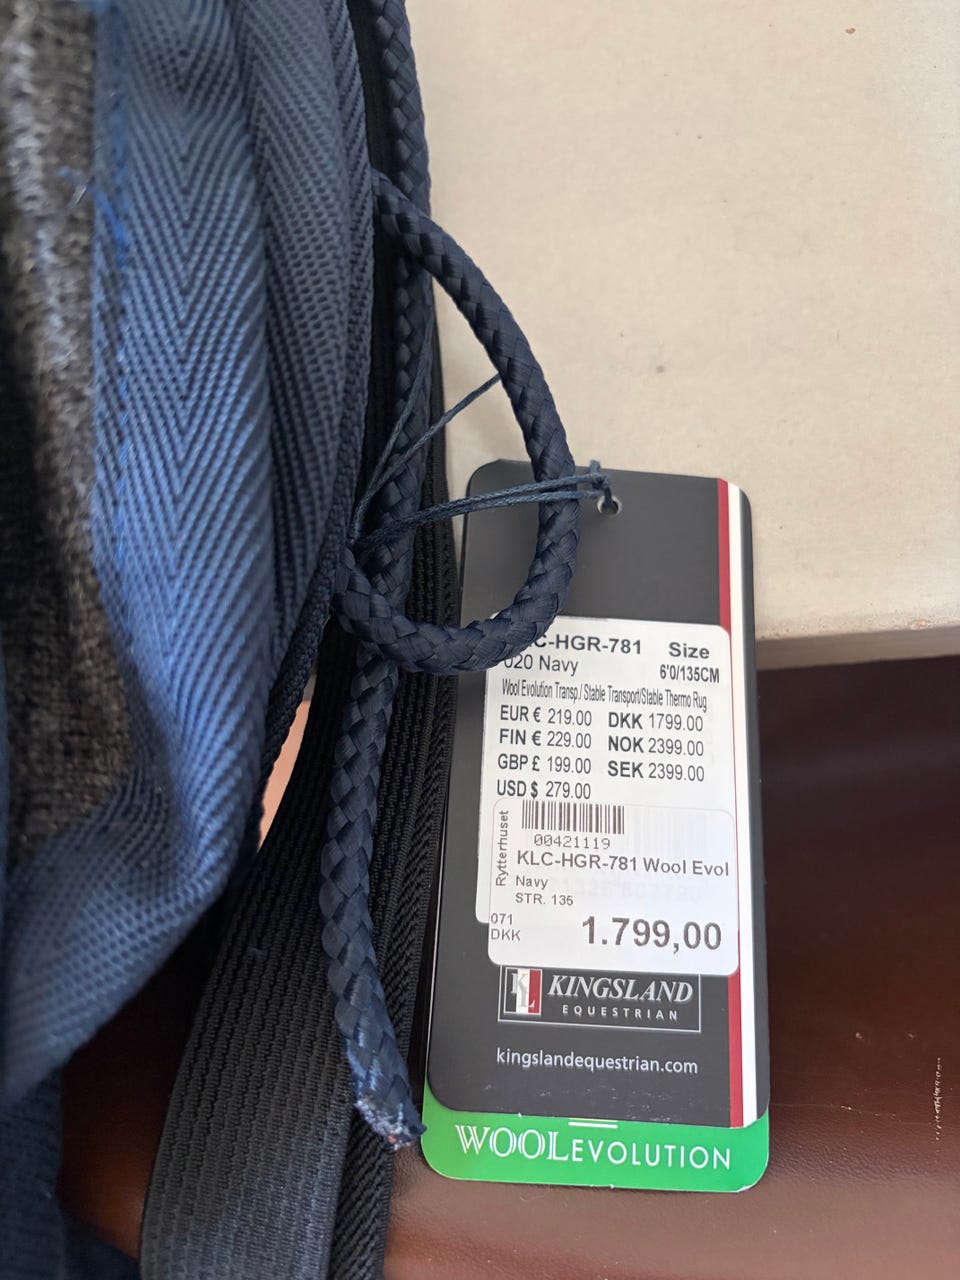 C-HGR-781 Size
020 Navy 6'0/135CM
Wool Evolution Transp./ Stable Transport/Stable Thermo Rug
EUR € 219.00 DKK 1799.00
FIN € 229.00 NOK 2399.00
GBP £ 199.00 SEK 2399.00
USD $ 279.00
Rytterhuset
00421119
KLC-HGR-781 Wool Evol
Navy
STR. 135
071
DKK 1.799,00
KL KINGSLAND
EQUESTRIAN
kingslandequestrian.com
WOOLEVOLUTION